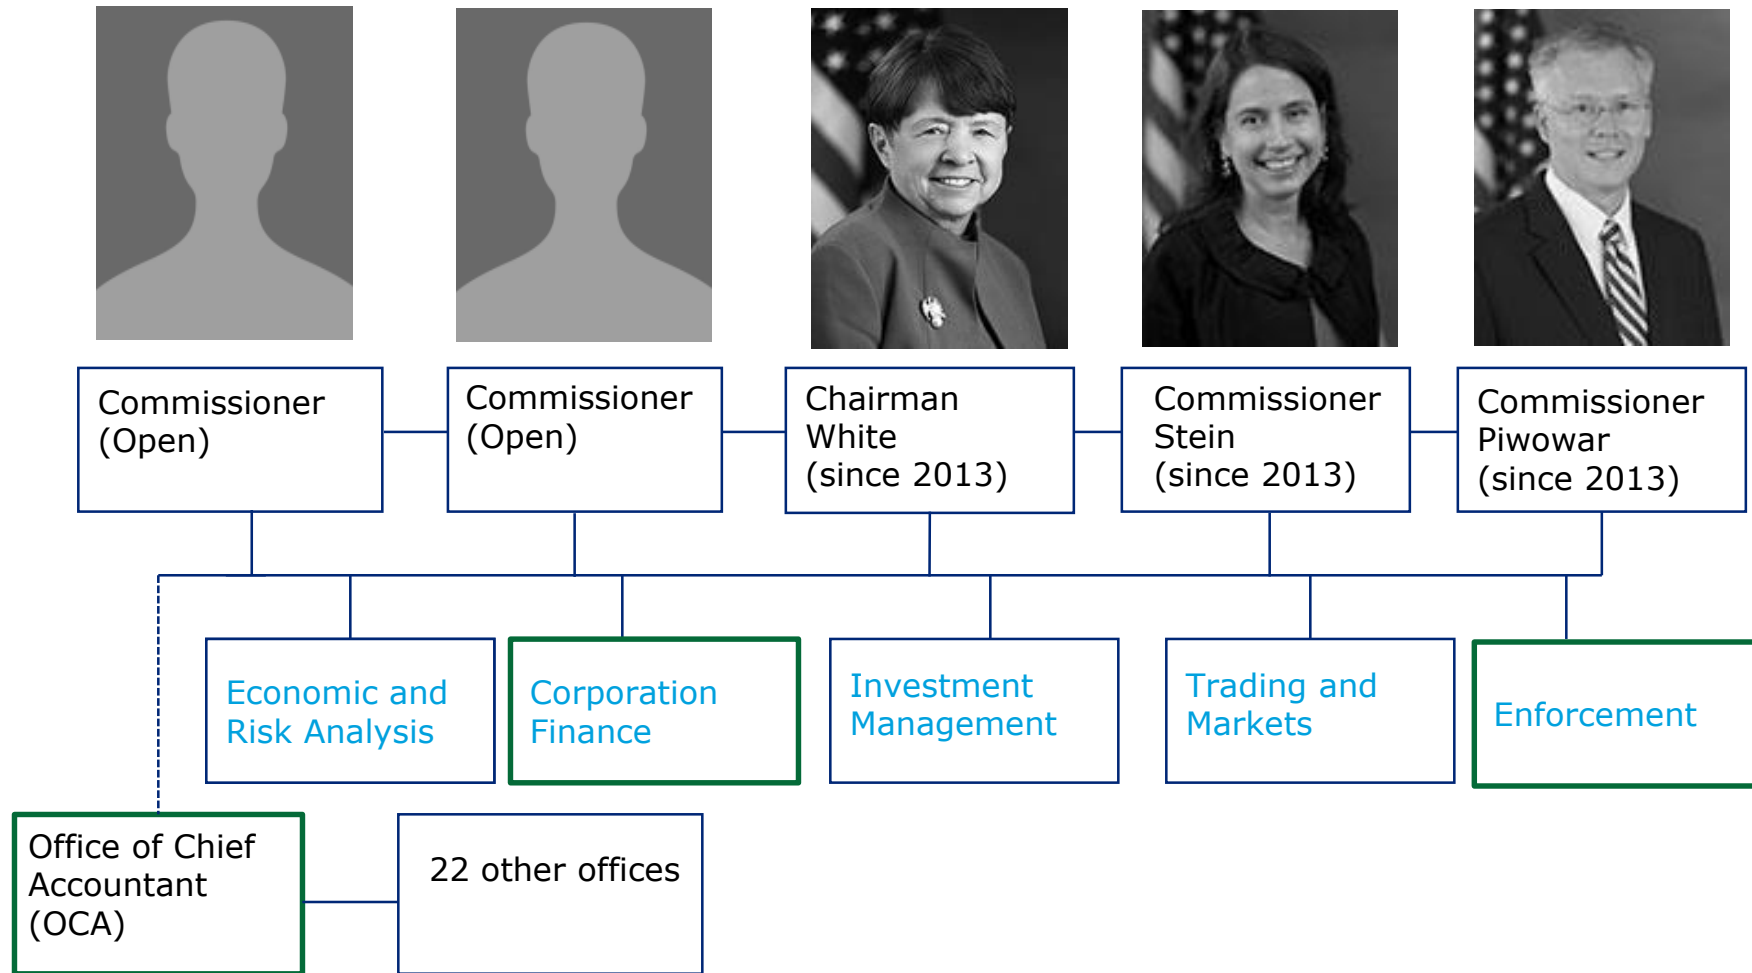 Commissioner
(Open)
Commissioner
(Open)
Chairman
White
(since 2013)
Commissioner
Stein
(since 2013)
Commissioner
Piwowar
(since 2013)
Economic and
Risk Analysis
Corporation
Finance
Investment
Management
Trading and
Markets
Enforcement
Office of Chief
Accountant
(OCA)
22 other offices